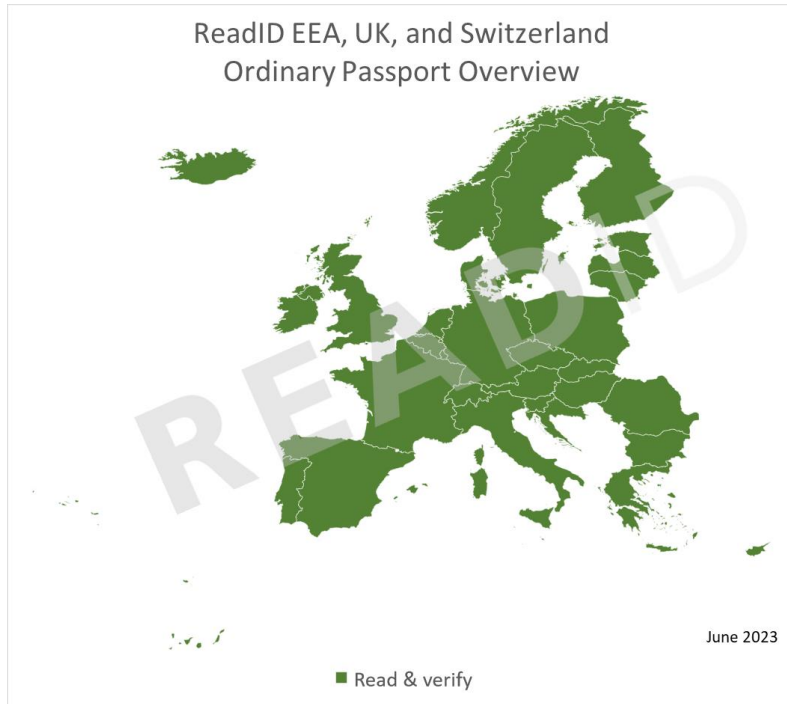 ReadID EEA, UK, and Switzerland
Ordinary Passport Overview
READID
June 2023
Read & verify